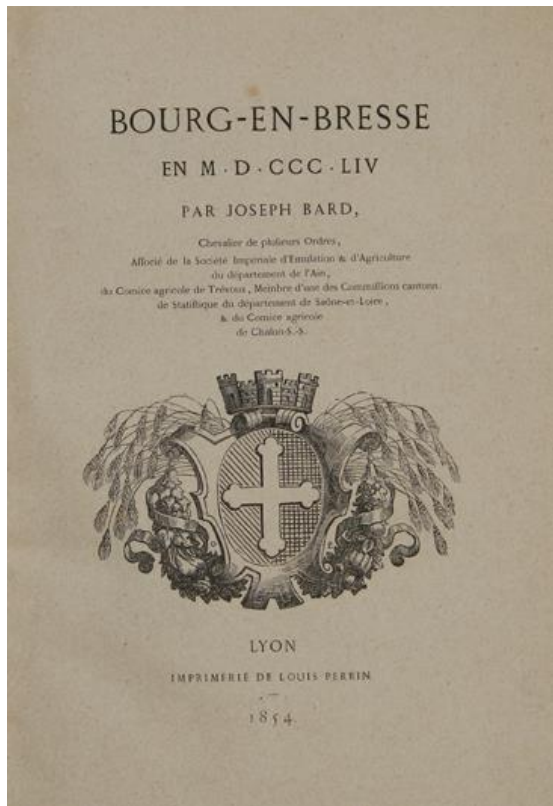 BOURG-EN-BRESSE
EN M · D · CCC · LIV
PAR JOSEPH BARD,
Chevalier de plusieurs Ordres,
Associé de la Société Impériale d'Emulation & d'Agriculture
du département de l'Ain,
du Comice agricole de Trévoux, Membre d'une des Commissions cantonn.
de Statistique du département de Saône-et-Loire,
& du Comice agricole
de Chalon-S.-S.
LYON
IMPRIMERIE DE LOUIS PERRIN
1854